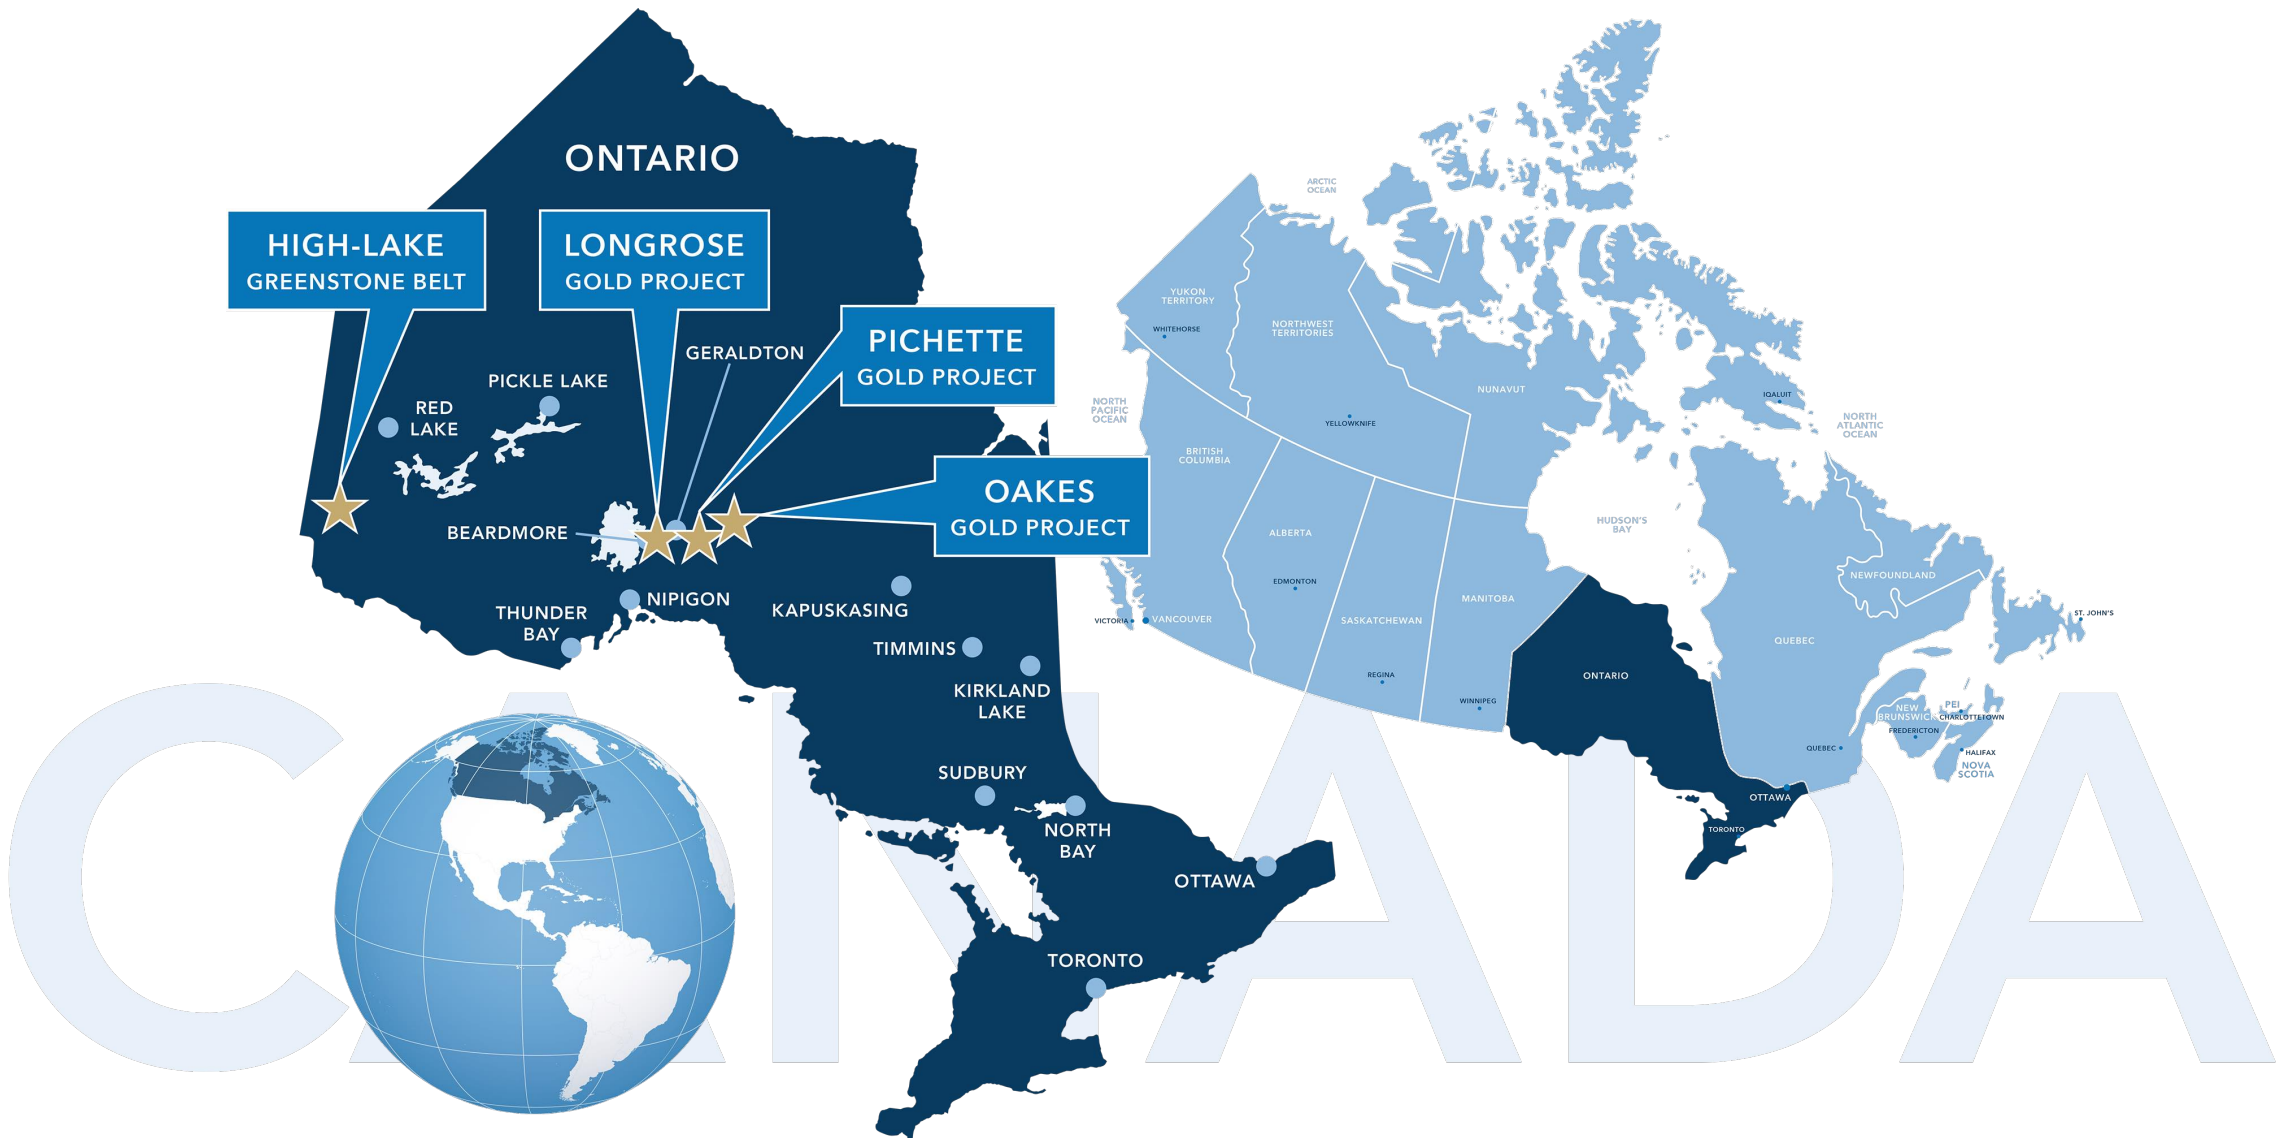 ONTARIO
HIGH-LAKE
GREENSTONE BELT
LONGROSE
GOLD PROJECT
PICHETTE
GOLD PROJECT
OAKES
GOLD PROJECT
GERALDTON
PICKLE LAKE
RED
LAKE
BEARDMORE
NIPIGON
THUNDER
BAY
KAPUSKASING
TIMMINS
KIRKLAND
LAKE
SUDBURY
NORTH
BAY
OTTAWA
TORONTO
ARCTIC
OCEAN
YUKON
TERRITORY
WHITEHORSE
NORTHWEST
TERRITORIES
NUNAVUT
IQALUIT
NORTH
PACIFIC
OCEAN
YELLOWKNIFE
NORTH
ATLANTIC
OCEAN
BRITISH
COLUMBIA
HUDSON'S
BAY
ALBERTA
EDMONTON
NEWFOUNDLAND
MANITOBA
VICTORIA
VANCOUVER
SASKATCHEWAN
ST. JOHN'S
QUEBEC
REGINA
ONTARIO
WINNIPEG
NEW
BRUNSWICK
PEI
CHARLOTTETOWN
FREDERICTON
QUEBEC
HALIFAX
NOVA
SCOTIA
OTTAWA
TORONTO
CANADA